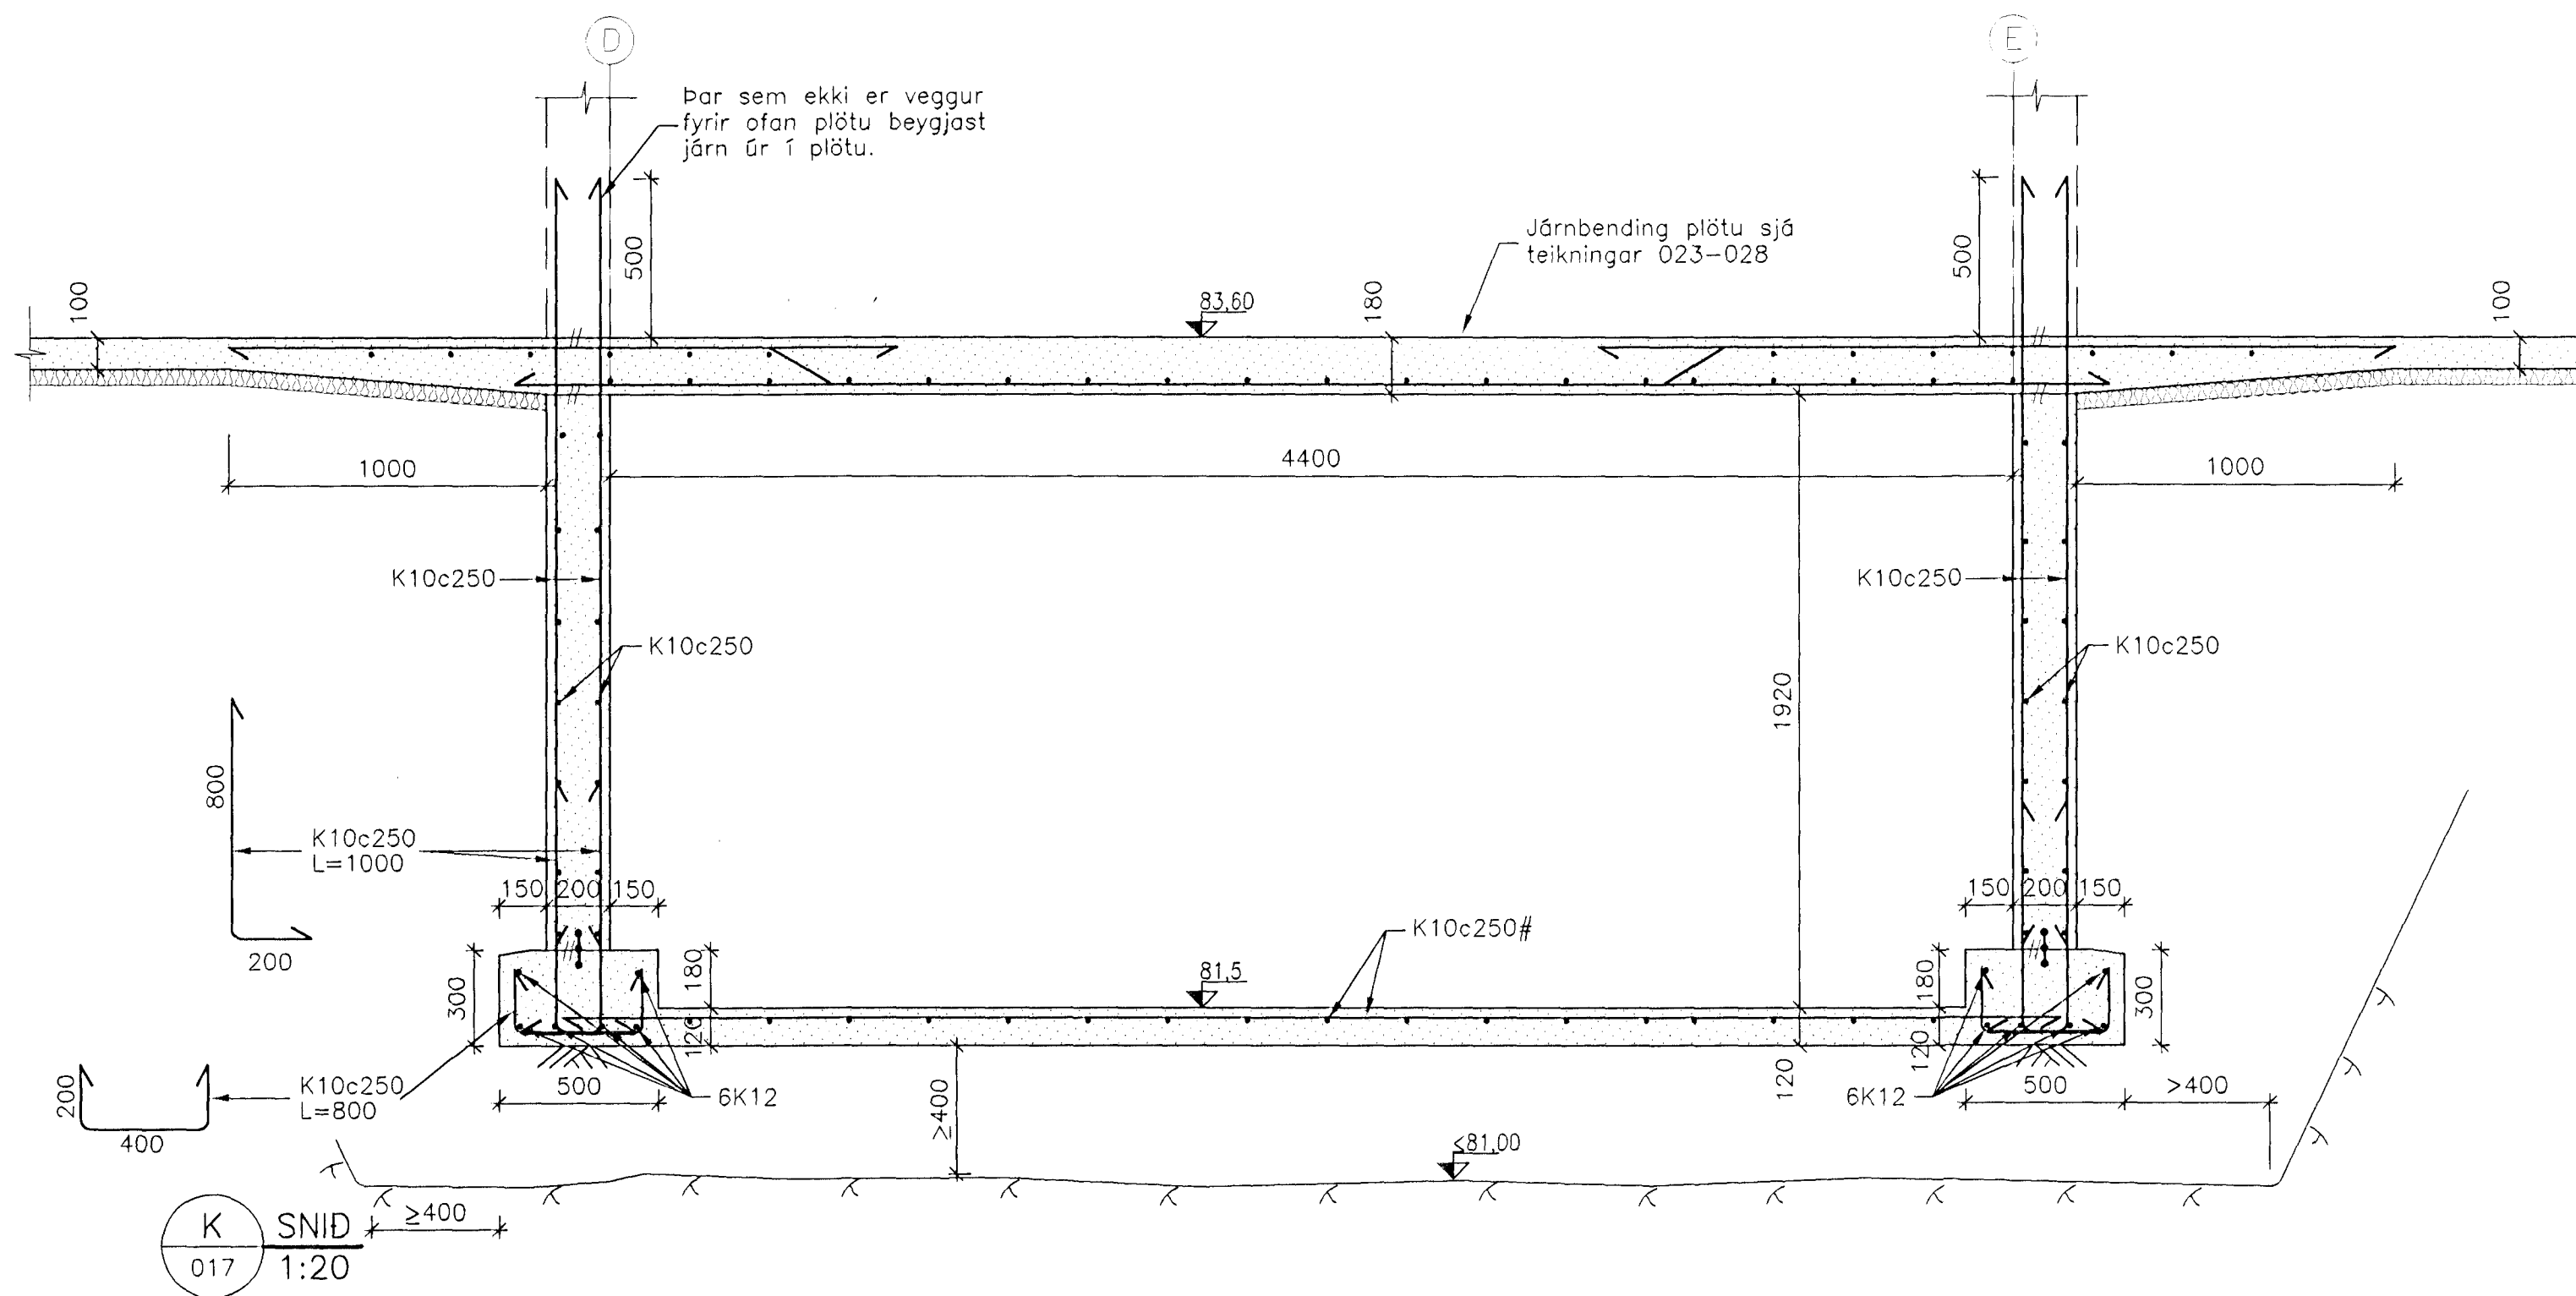 D
E
Þar sem ekki er veggur
fyrir ofan plötu beygjast
járn úr í plötu.
500
500
Járnbending plötu sjá
teikningar 023–028
100
83,60
180
100
1000
4400
1000
K10c250
K10c250
K10c250
K10c250
1920
800
K10c250
L=1000
200
150 200 150
150 200 150
K10c250#
300
180
81,5
180
300
120
120
120
200
400
K10c250
L=800
500
6K12
≥400
6K12
500
>400
≤81,00
≥400
K
017
SNIÐ
1:20